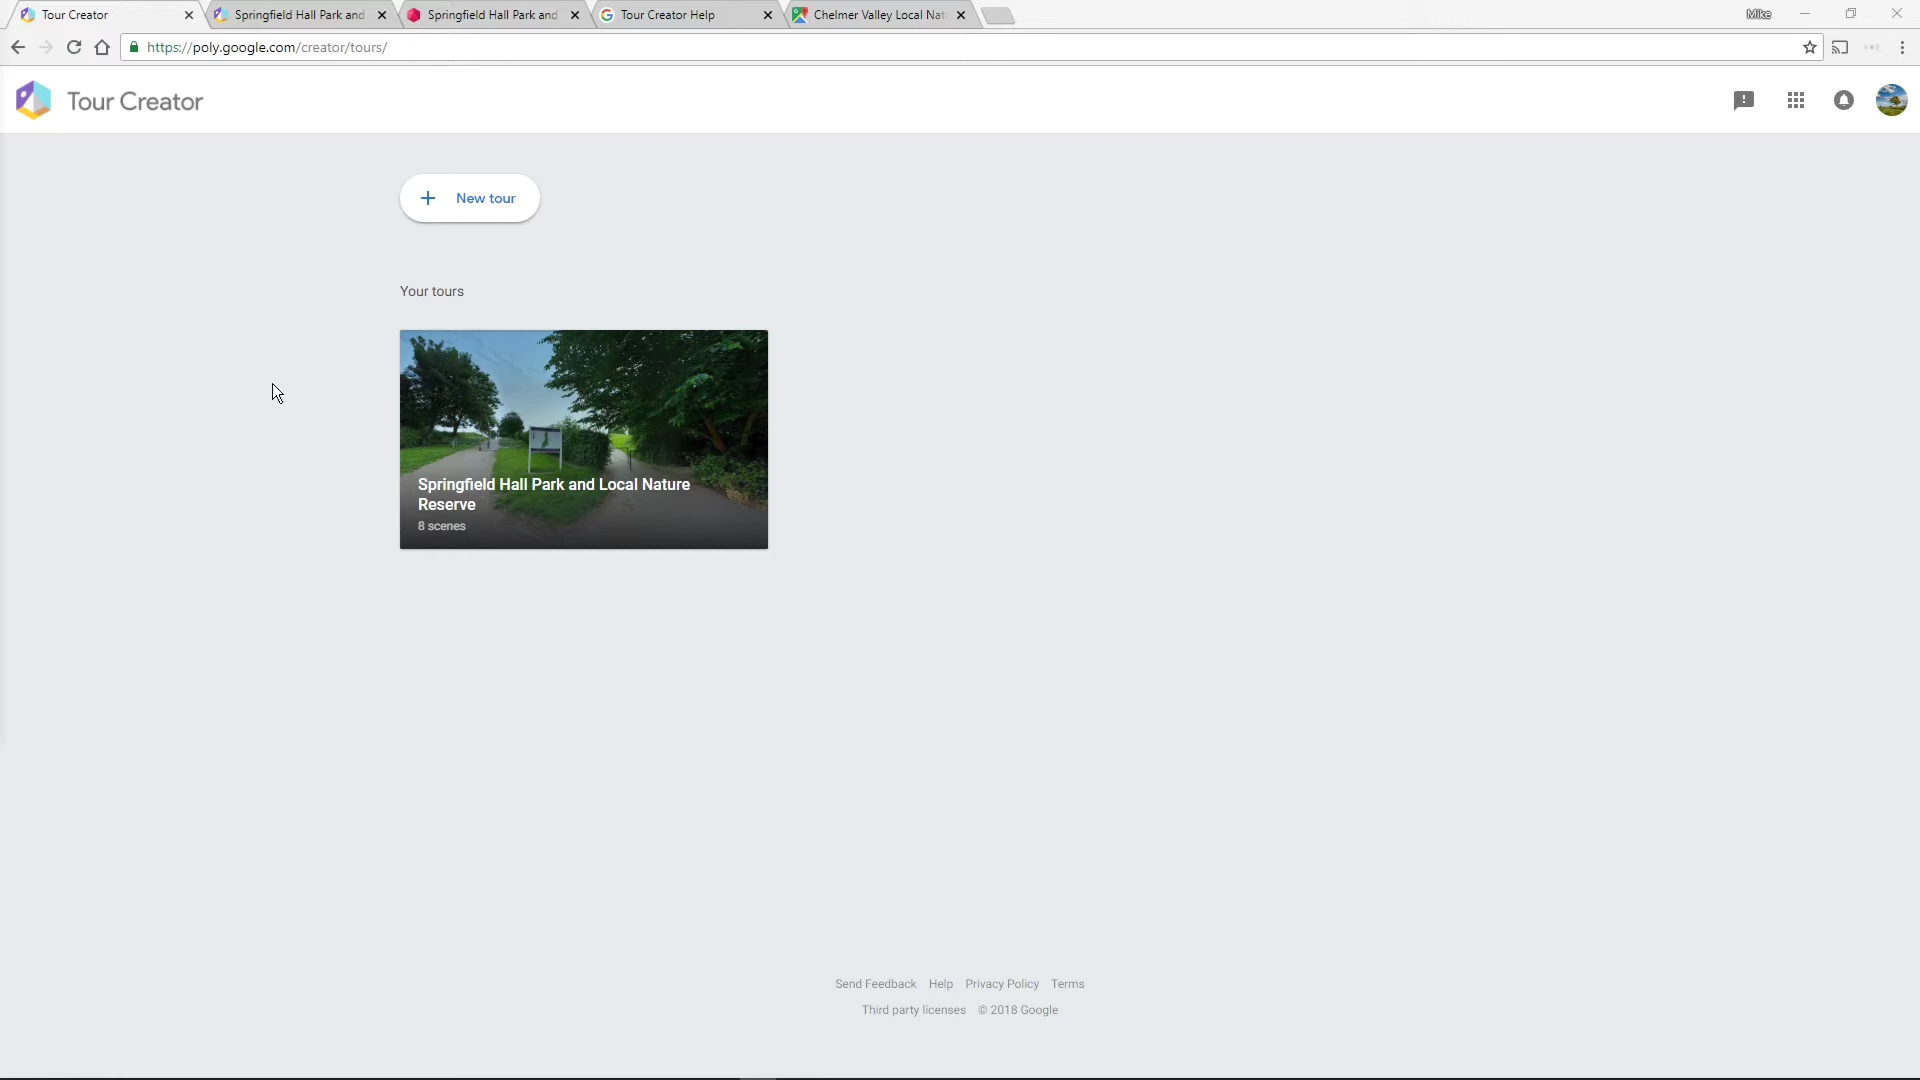 Tour Creator
Springfield Hall Park and
Springfield Hall Park and
Tour Creator Help
Chelmer Valley Local Nat
Mike
https://poly.google.com/creator/tours/
Tour Creator
New tour
Your tours
Springfield Hall Park and Local Nature
Reserve
8 scenes
Send Feedback Help Privacy Policy Terms
Third party licenses © 2018 Google